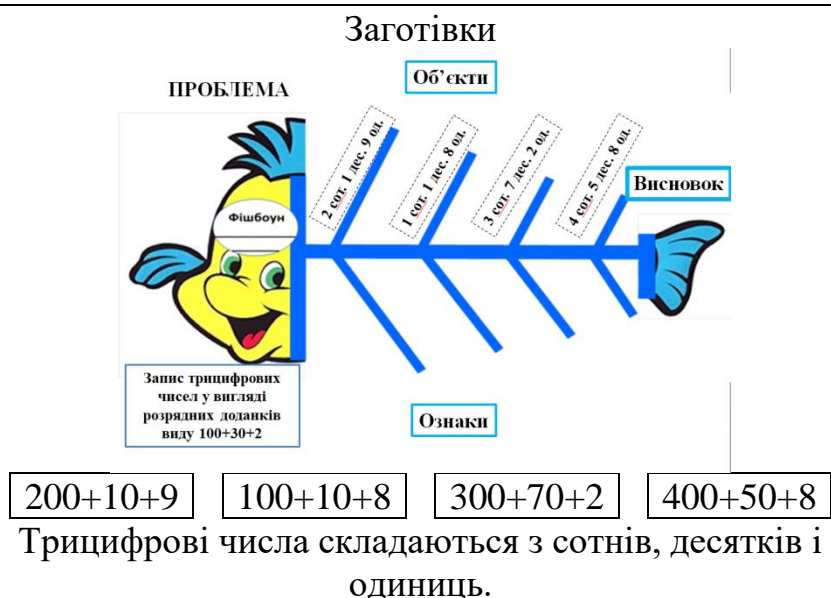 Заготівки
Об’єкти
ПРОБЛЕМА
2 сот. 1 дес. 9 од.
1 сот. 1 дес. 8 од.
3 сот. 7 дес. 2 од.
4 сот. 5 дес. 8 од.
Висновок
Фішбоун
Запис трицифрових
чисел у вигляді
розрядних доданків
виду 100+30+2
Ознаки
200+10+9
100+10+8
300+70+2
400+50+8
Трицифрові числа складаються з сотнів, десятків і
одиниць.